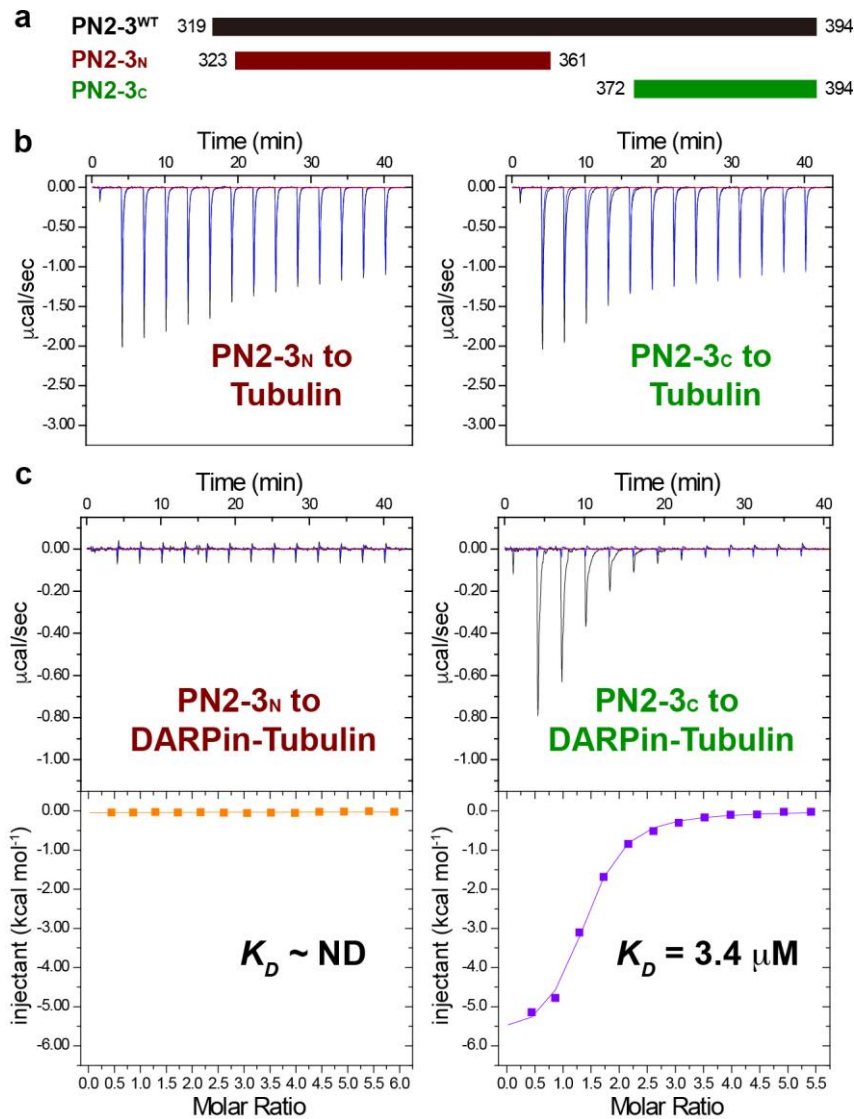 a
PN2-3WT 319 394
PN2-3N 323 361
PN2-3C 372 394
b
Time (min) Time (min)
0 10 20 30 40 0 10 20 30 40
0.00 0.00
-0.50 -0.50
-1.00 -1.00
-1.50 -1.50
-2.00 -2.00
-2.50 -2.50
-3.00 -3.00
μcal/sec μcal/sec
PN2-3N to PN2-3C to
Tubulin Tubulin
c
Time (min) Time (min)
0 10 20 30 40 0 10 20 30 40
0.00 0.00
-0.20 -0.20
-0.40 -0.40
-0.60 -0.60
-0.80 -0.80
-1.00 -1.00
μcal/sec μcal/sec
PN2-3N to PN2-3C to
DARPin-Tubulin DARPin-Tubulin
0.00 0.00
-1.00 -1.00
-2.00 -2.00
-3.00 -3.00
-4.00 -4.00
-5.00 -5.00
-6.00 -6.00
injectant (kcal mol-1) injectant (kcal mol-1)
KD ~ ND KD = 3.4 μM
0.0 0.5 1.0 1.5 2.0 2.5 3.0 3.5 4.0 4.5 5.0 5.5 6.0 0.0 0.5 1.0 1.5 2.0 2.5 3.0 3.5 4.0 4.5 5.0 5.5
Molar Ratio Molar Ratio